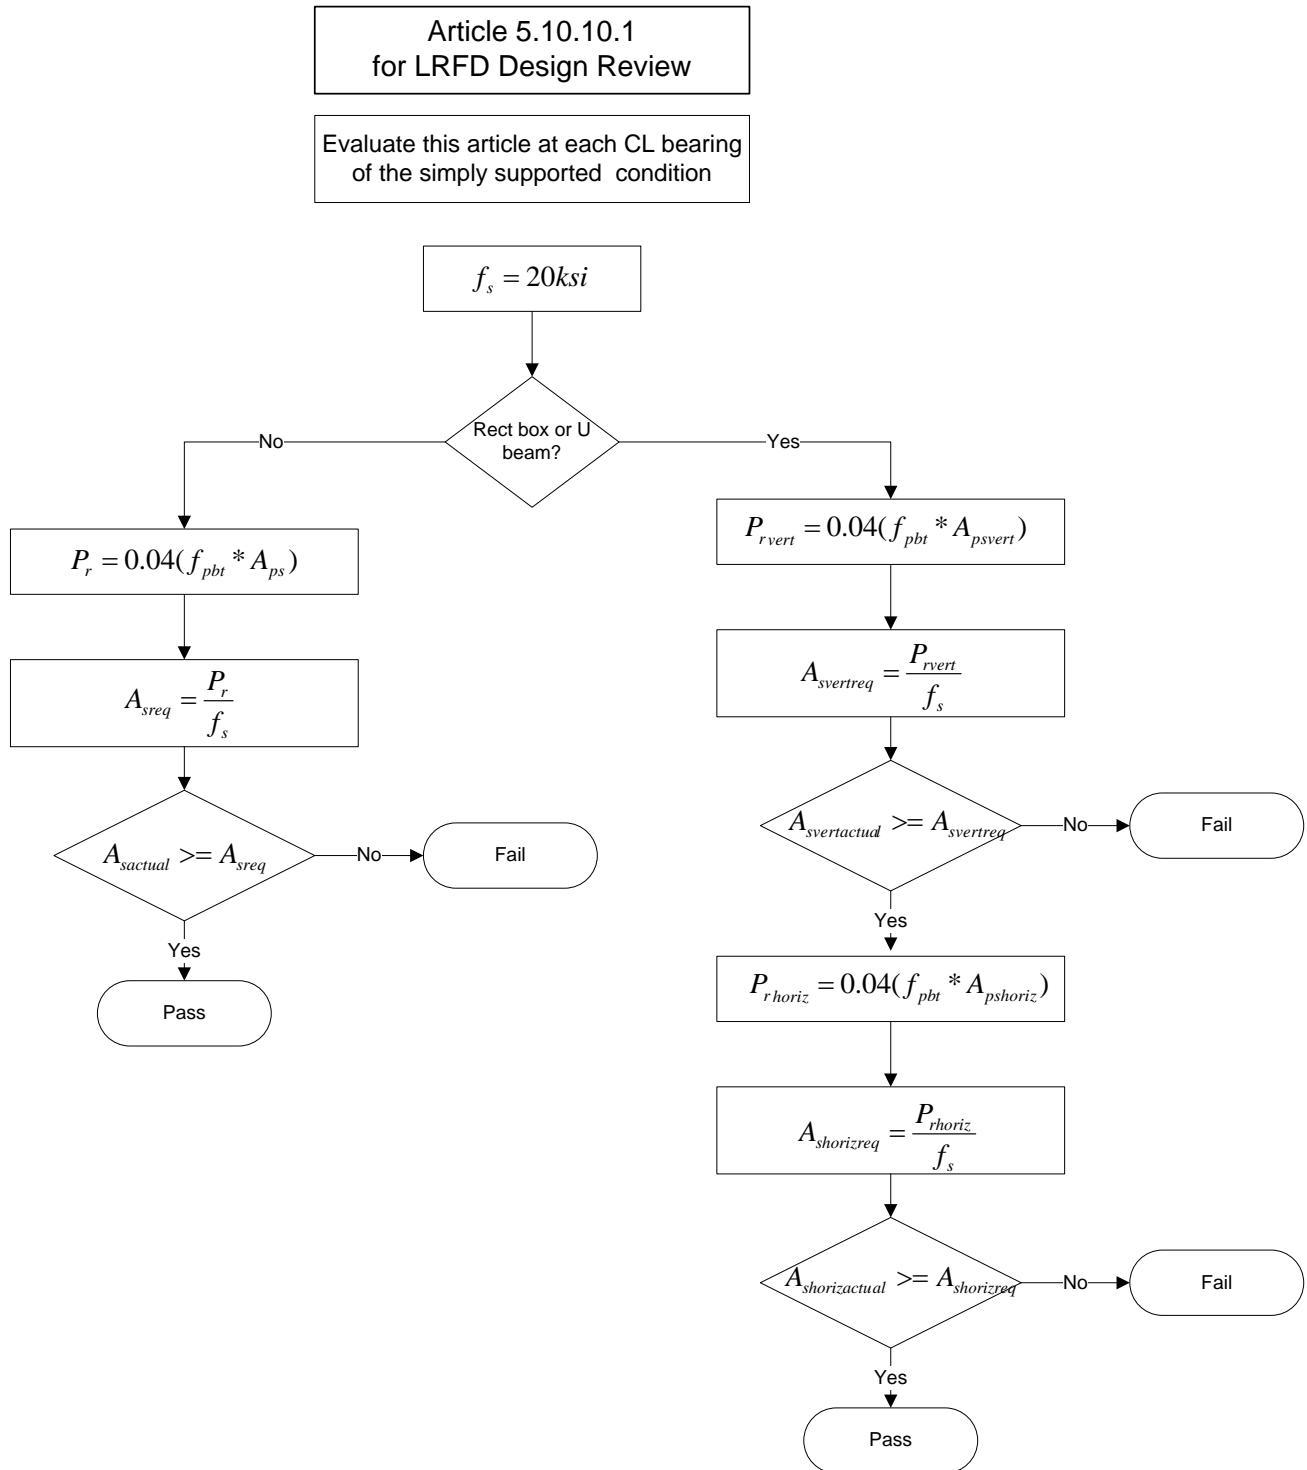 Article 5.10.10.1
for LRFD Design Review
Evaluate this article at each CL bearing
of the simply supported condition
f_s = 20ksi
Rect box or U
beam?
No
Yes
P_r = 0.04(f_pbt * A_ps)
A_sreq = P_r / f_s
A_sactual >= A_sreq
No
Fail
Yes
Pass
P_rvert = 0.04(f_pbt * A_psvert)
A_svertreq = P_rvert / f_s
A_svertactual >= A_svertreq
No
Fail
Yes
P_rhoriz = 0.04(f_pbt * A_pshoriz)
A_shorizreq = P_rhoriz / f_s
A_shorizactual >= A_shorizreq
No
Fail
Yes
Pass